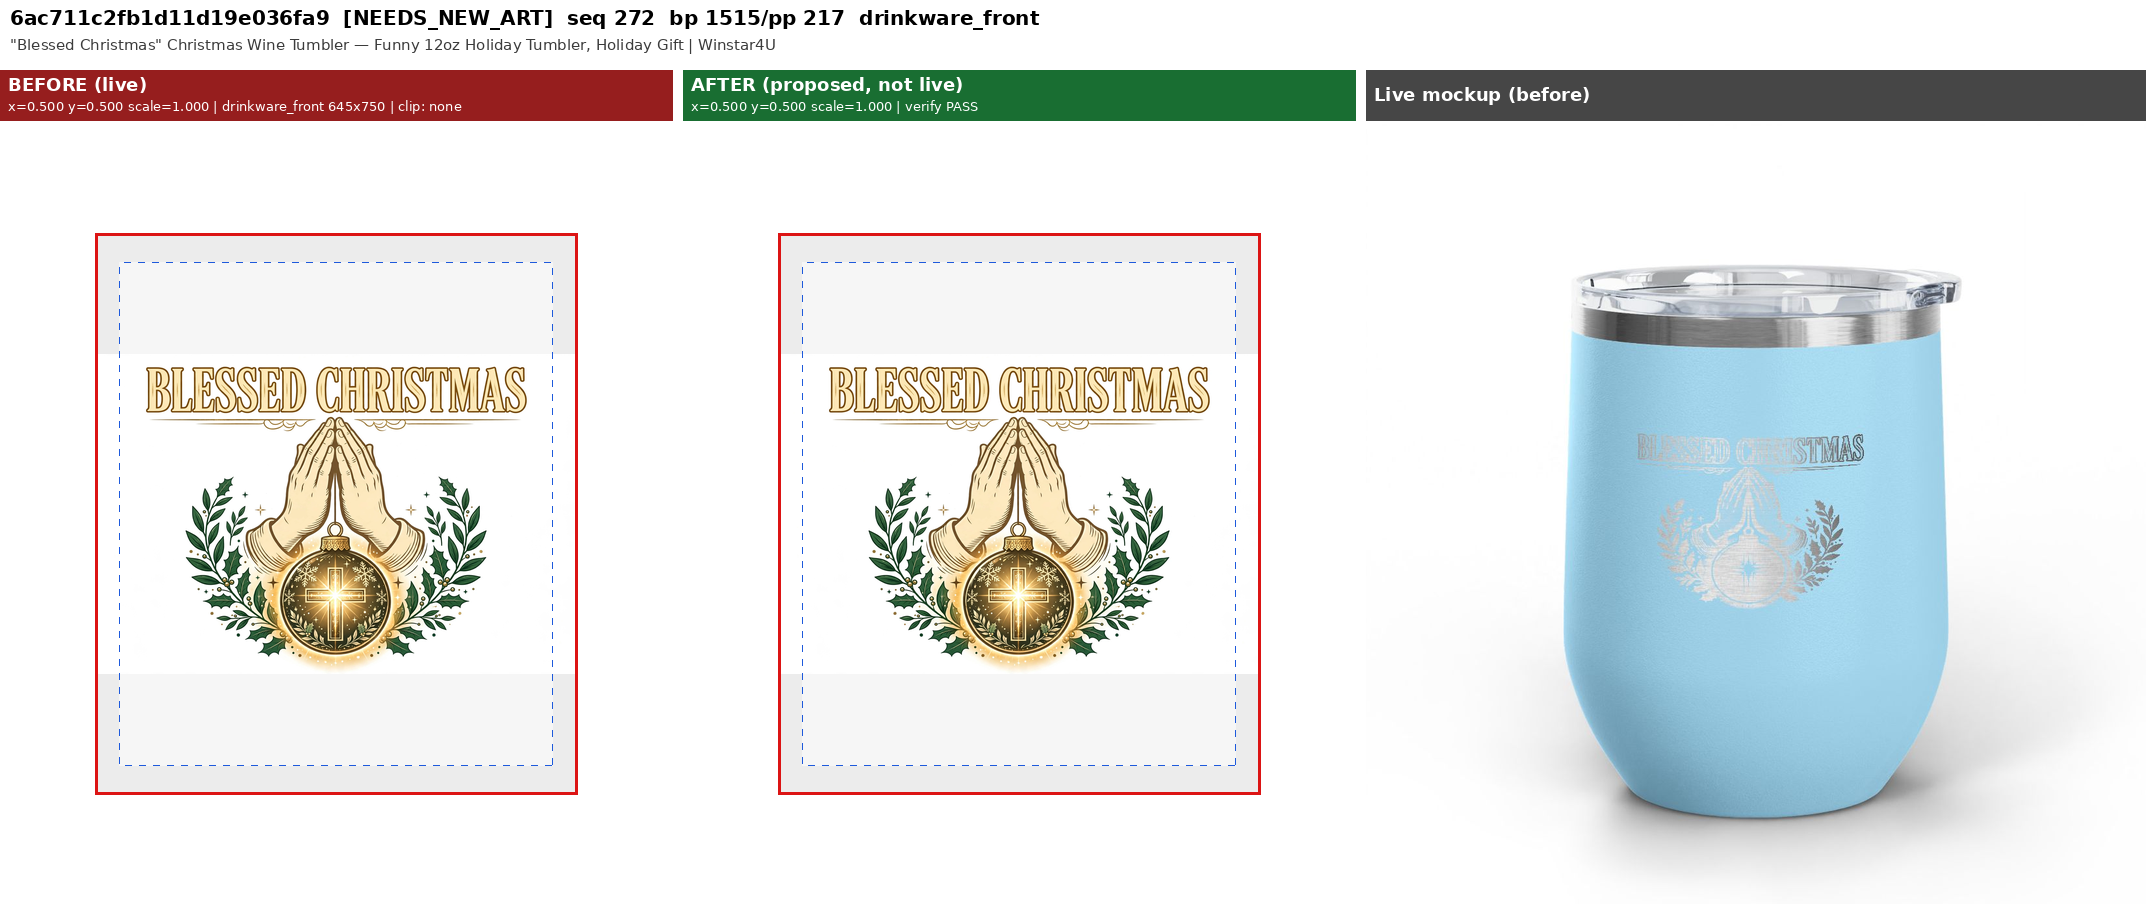 6ac711c2fb1d11d19e036fa9  [NEEDS_NEW_ART]  seq 272  bp 1515/pp 217  drinkware_front
"Blessed Christmas" Christmas Wine Tumbler — Funny 12oz Holiday Tumbler, Holiday Gift | Winstar4U
BEFORE (live)
x=0.500 y=0.500 scale=1.000 | drinkware_front 645x750 | clip: none
AFTER (proposed, not live)
x=0.500 y=0.500 scale=1.000 | verify PASS
Live mockup (before)
BLESSED CHRISTMAS
BLESSED CHRISTMAS
BLESSED CHRISTMAS